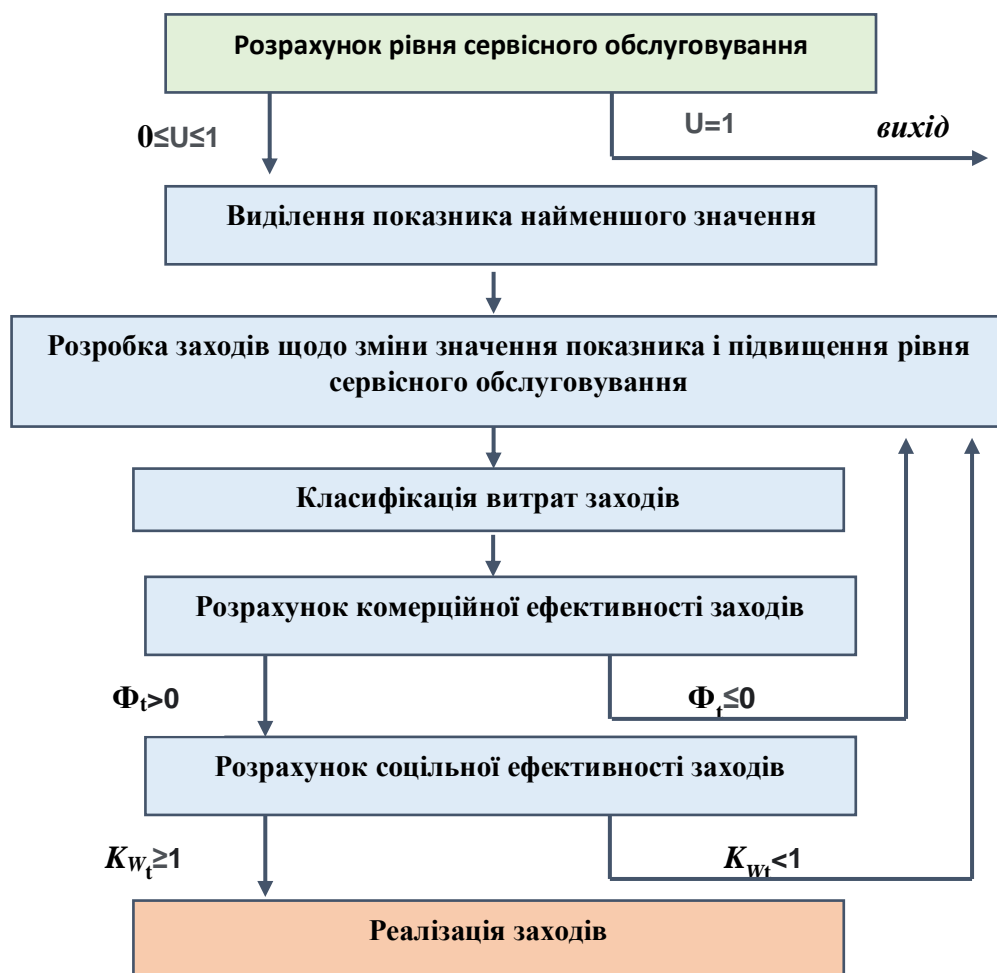 Розрахунок рівня сервісного обслуговування
0≤U≤1
U=1
вихід
Виділення показника найменшого значення
Розробка заходів щодо зміни значення показника і підвищення рівня
сервісного обслуговування
Класифікація витрат заходів
Розрахунок комерційної ефективності заходів
Φt>0
Φt≤0
Розрахунок соцільної ефективності заходів
KWt≥1
KWt<1
Реалізація заходів